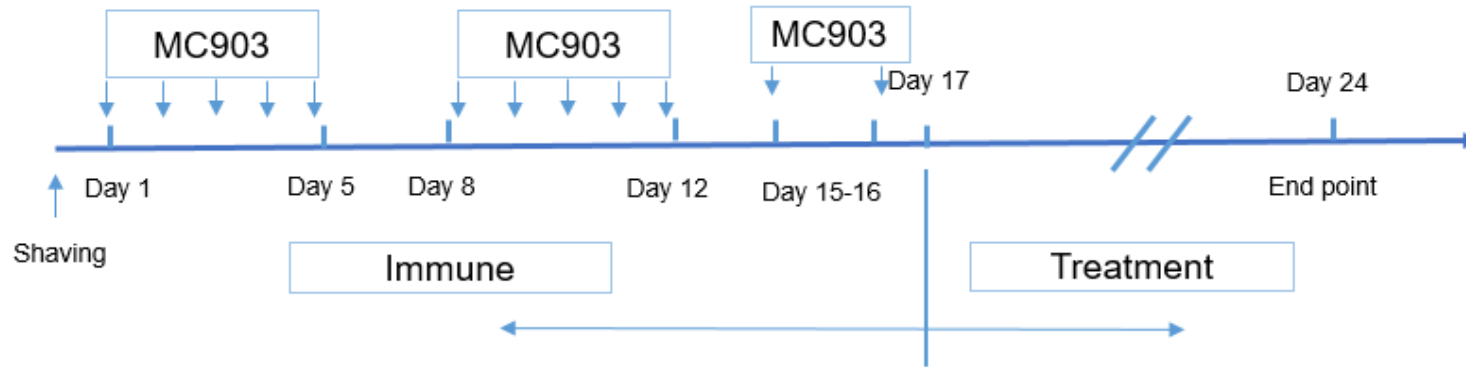 MC903
MC903
MC903
Day 17
Day 24
Day 1
Day 5
Day 8
Day 12
Day 15-16
End point
Shaving
Immune
Treatment